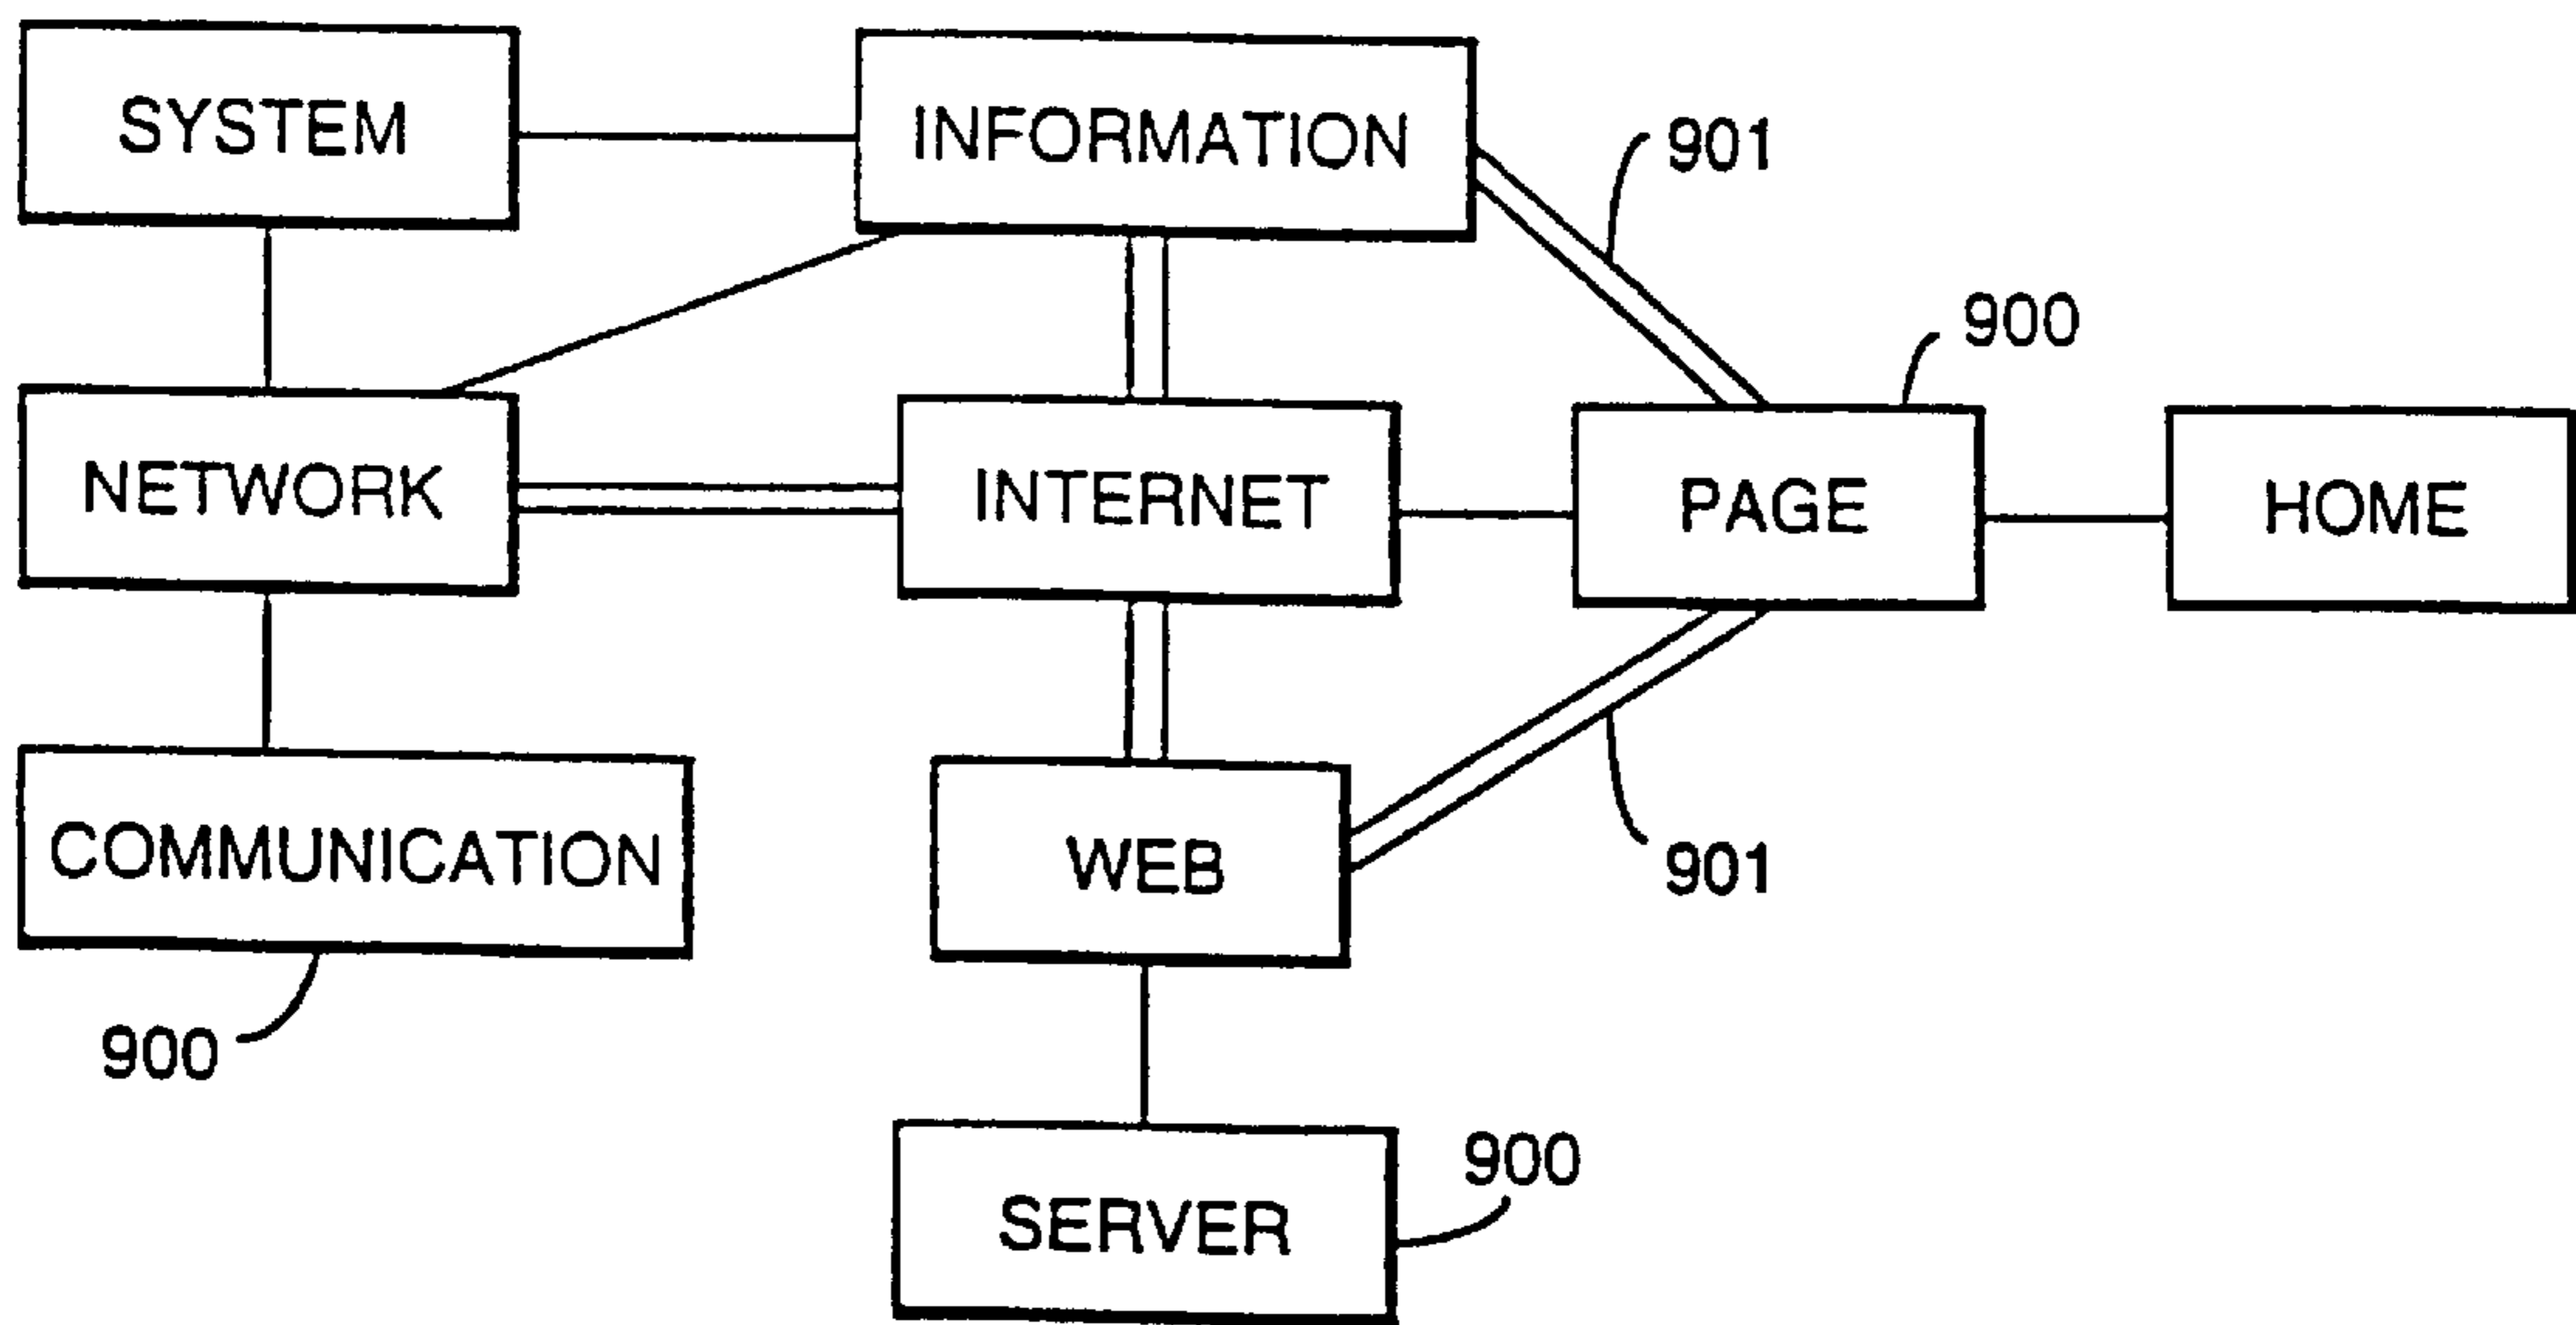 SYSTEM
INFORMATION
901
900
NETWORK
INTERNET
PAGE
HOME
COMMUNICATION
WEB
901
900
SERVER
900